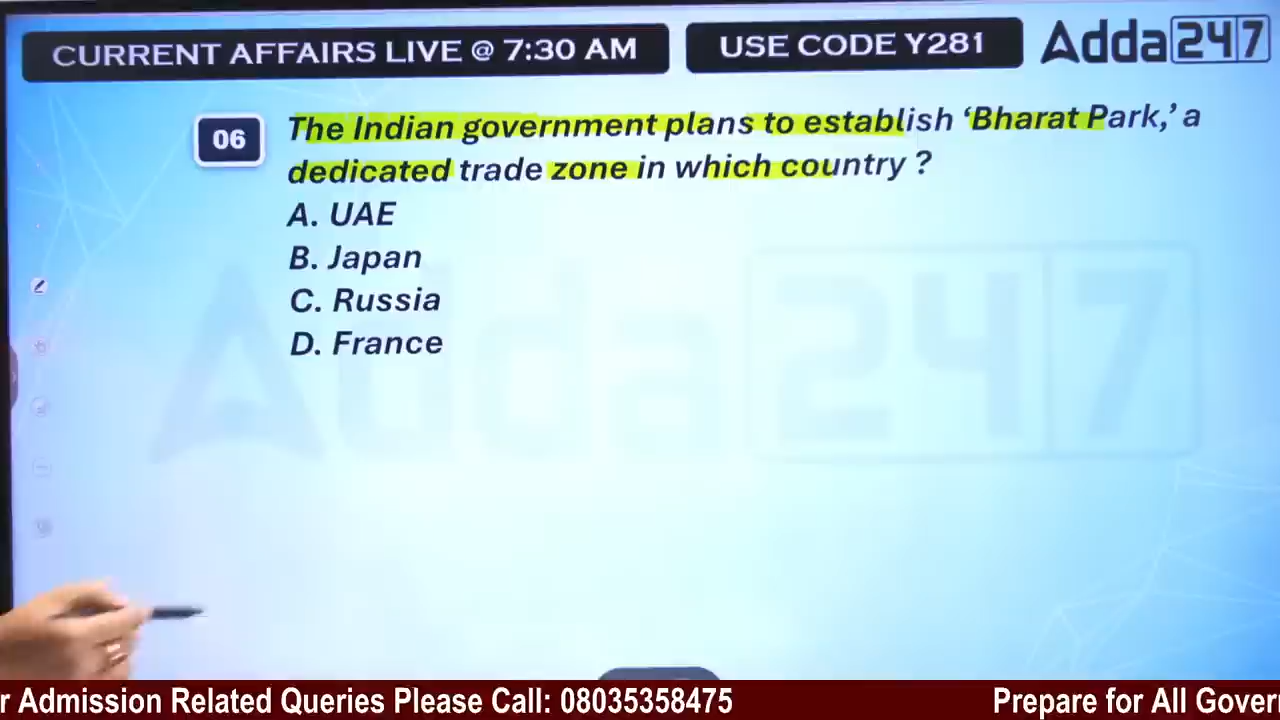 CURRENT AFFAIRS LIVE @ 7:30 AM
USE CODE Y281
Adda247
06
The Indian government plans to establish ‘Bharat Park,’ a
dedicated trade zone in which country ?
A. UAE
B. Japan
C. Russia
D. France
Adda247
r Admission Related Queries Please Call: 08035358475
Prepare for All Govern